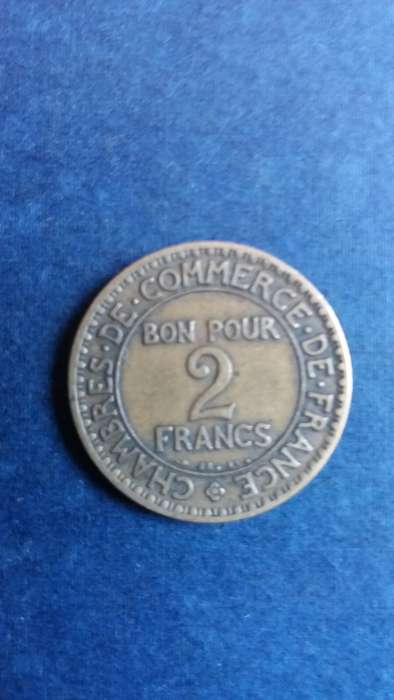 CHAMBRES·DE·COMMERCE·DE·FRANCE
BON POUR
2
FRANCS